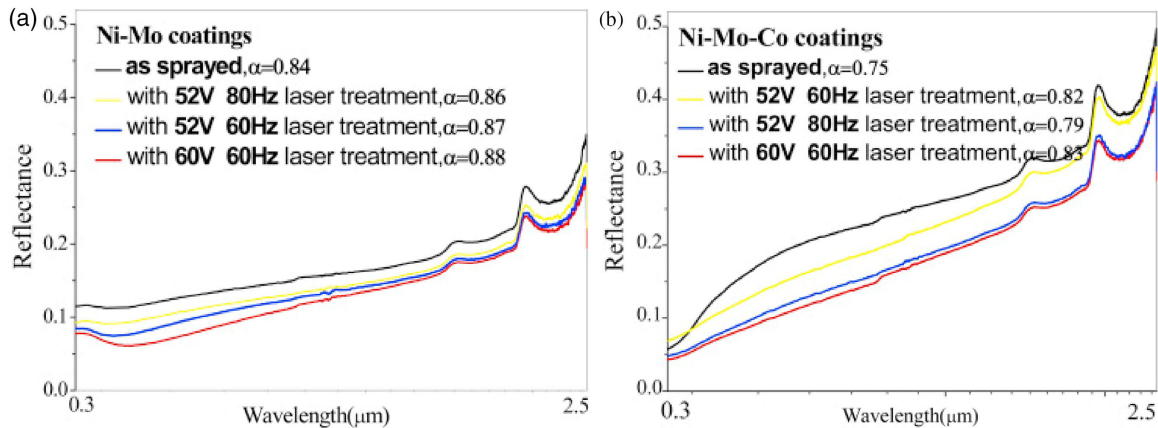 (a)
0.5
0.4
0.3
0.2
0.1
0.0
Reflectance
Ni-Mo coatings
as sprayed,α=0.84
with 52V 80Hz laser treatment,α=0.86
with 52V 60Hz laser treatment,α=0.87
with 60V 60Hz laser treatment,α=0.88
0.3
Wavelength(μm)
2.5
(b)
0.5
0.4
0.3
0.2
0.1
0.0
Reflectance
Ni-Mo-Co coatings
as sprayed,α=0.75
with 52V 60Hz laser treatment,α=0.82
with 52V 80Hz laser treatment,α=0.79
with 60V 60Hz laser treatment,α=0.83
0.3
Wavelength(μm)
2.5